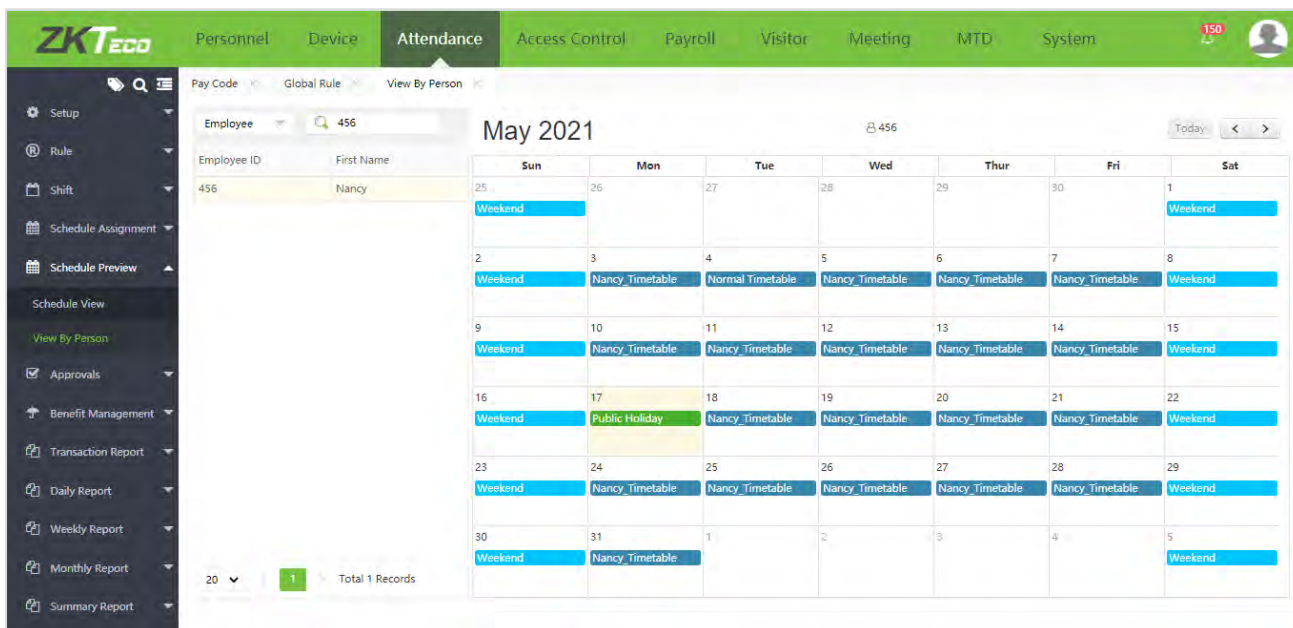 ZKTeco
Personnel Device Attendance Access Control Payroll Visitor Meeting MTD System 150
Pay Code Global Rule View By Person
Setup
Rule
Shift
Schedule Assignment
Schedule Preview
Schedule View
View By Person
Approvals
Benefit Management
Transaction Report
Daily Report
Weekly Report
Monthly Report
Summary Report
Employee 456
Employee ID First Name
456 Nancy
20 1 Total 1 Records
May 2021 456 Today < >
Sun Mon Tue Wed Thur Fri Sat
25 26 27 28 29 30 1
Weekend Weekend
2 3 4 5 6 7 8
Weekend Nancy_Timetable Normal Timetable Nancy_Timetable Nancy_Timetable Nancy_Timetable Weekend
9 10 11 12 13 14 15
Weekend Nancy_Timetable Nancy_Timetable Nancy_Timetable Nancy_Timetable Nancy_Timetable Weekend
16 17 18 19 20 21 22
Weekend Public Holiday Nancy_Timetable Nancy_Timetable Nancy_Timetable Nancy_Timetable Weekend
23 24 25 26 27 28 29
Weekend Nancy_Timetable Nancy_Timetable Nancy_Timetable Nancy_Timetable Nancy_Timetable Weekend
30 31 1 2 3 4 5
Weekend Nancy_Timetable Weekend